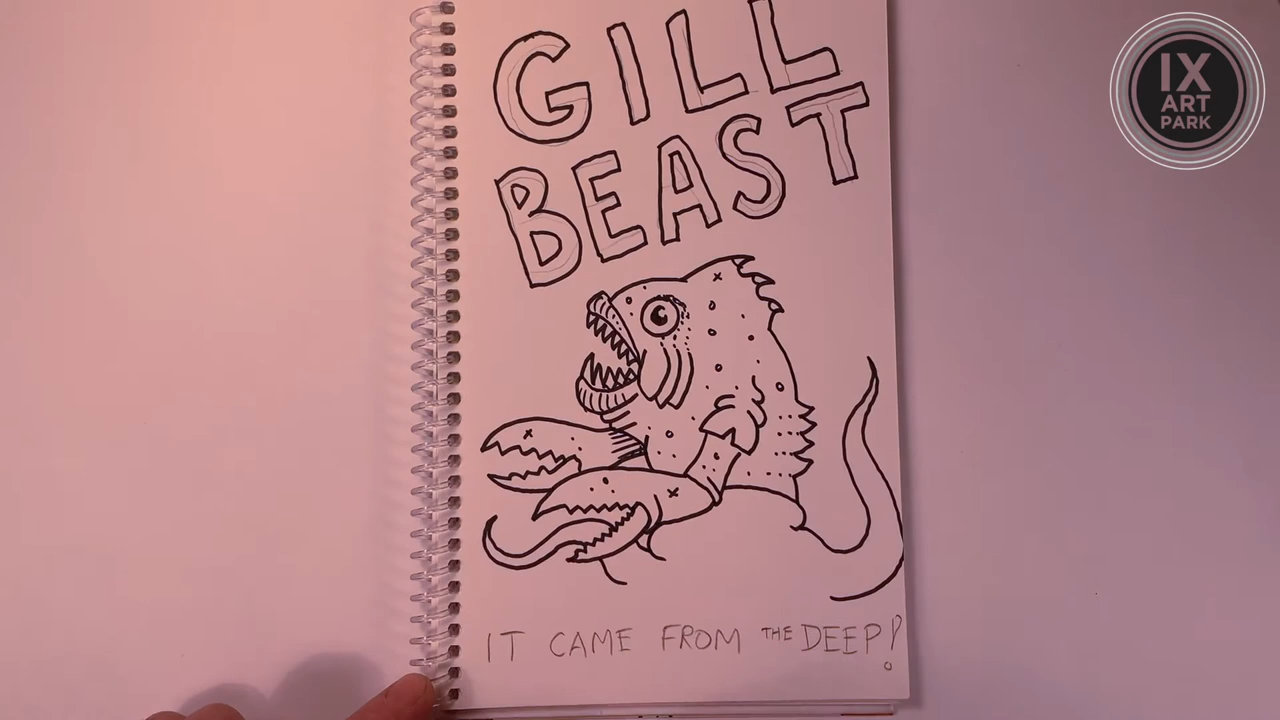 GILL
BEAST
IT CAME FROM THE DEEP!
IX
ART
PARK